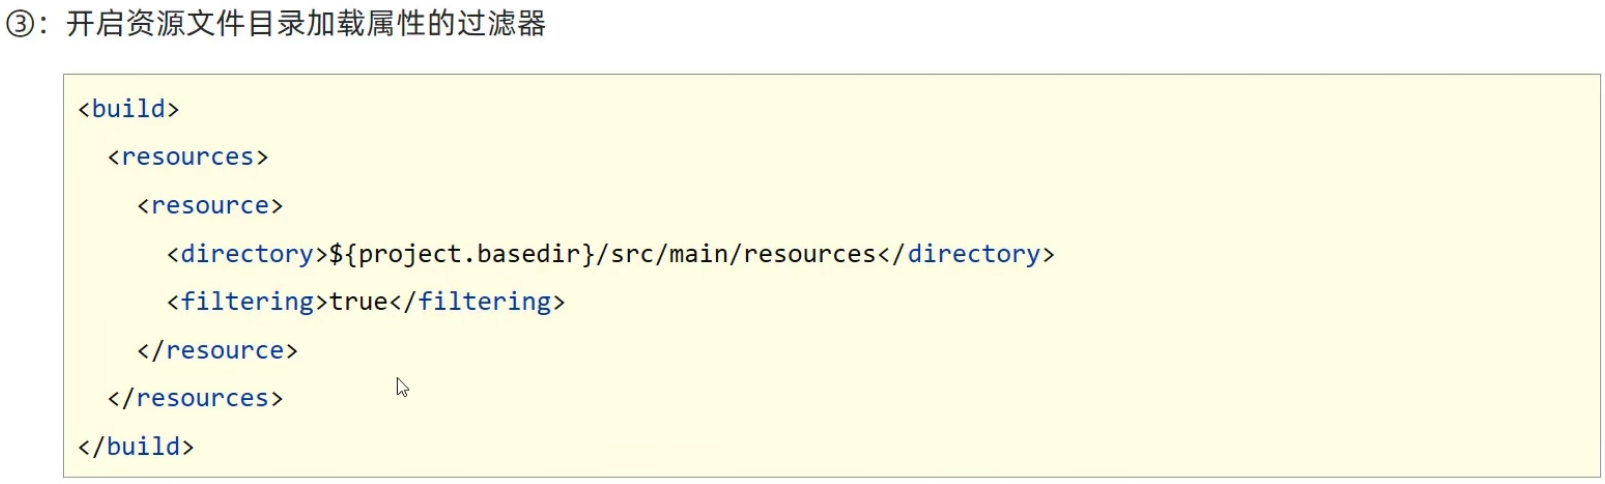 ③：开启资源文件目录加载属性的过滤器
<build>
  <resources>
    <resource>
      <directory>${project.basedir}/src/main/resources</directory>
      <filtering>true</filtering>
    </resource>
  </resources>
</build>